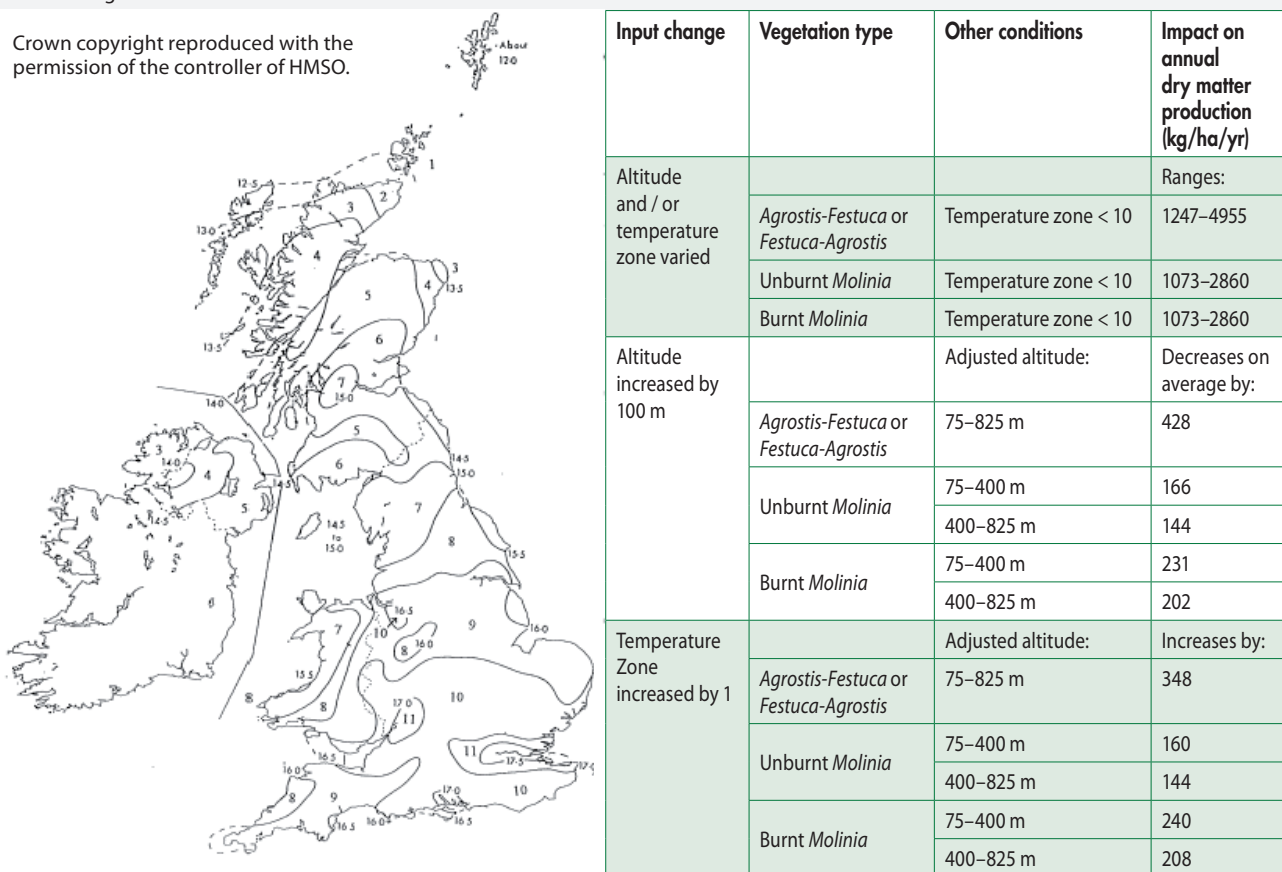 Crown copyright reproduced with the
permission of the controller of HMSO.
About
12·0
1
12·5
2
3
13·0
4
3
4
13·5
5
6
13·5
7
15·0
14·0
5
3
14·0
4
6
14·5
15·0
14·5
5
14·5
7
14·5
to
15·0
8
15·5
6
16·5
7
10
9
16·0
8
16·0
15·5
10
8
8
17·0
11
11
17·5
16·5
16·0
17·0
10
8
9
16·5
16·0
16·5
Input change
Vegetation type
Other conditions
Impact on
annual
dry matter
production
(kg/ha/yr)
Altitude
and / or
temperature
zone varied
Ranges:
Agrostis-Festuca or
Festuca-Agrostis
Temperature zone < 10
1247–4955
Unburnt Molinia
Temperature zone < 10
1073–2860
Burnt Molinia
Temperature zone < 10
1073–2860
Altitude
increased by
100 m
Adjusted altitude:
Decreases on
average by:
Agrostis-Festuca or
Festuca-Agrostis
75–825 m
428
Unburnt Molinia
75–400 m
166
400–825 m
144
Burnt Molinia
75–400 m
231
400–825 m
202
Temperature
Zone
increased by 1
Adjusted altitude:
Increases by:
Agrostis-Festuca or
Festuca-Agrostis
75–825 m
348
Unburnt Molinia
75–400 m
160
400–825 m
144
Burnt Molinia
75–400 m
240
400–825 m
208